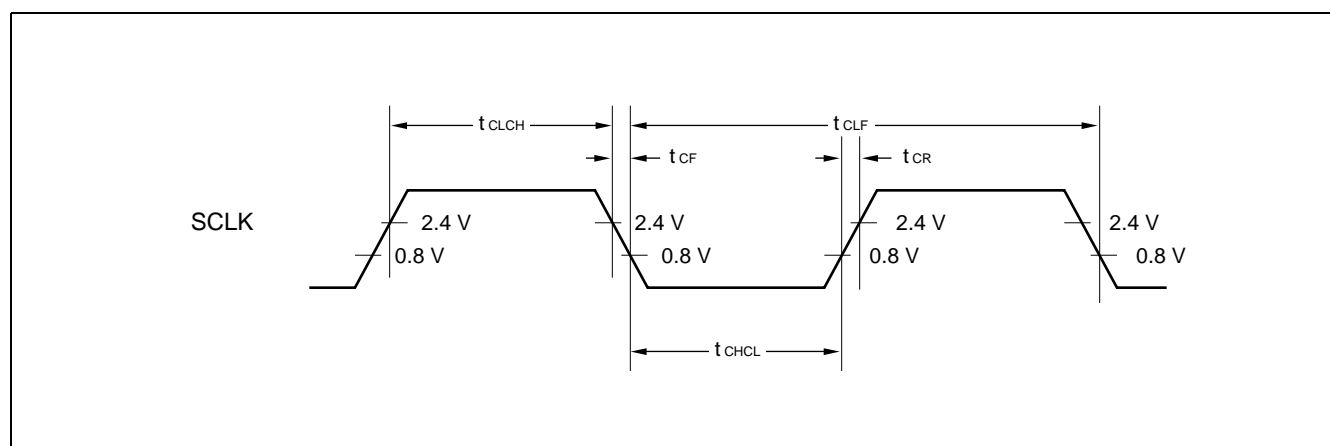 t CLCH
t CLF
t CF
t CR
SCLK
2.4 V
2.4 V
2.4 V
2.4 V
0.8 V
0.8 V
0.8 V
0.8 V
t CHCL